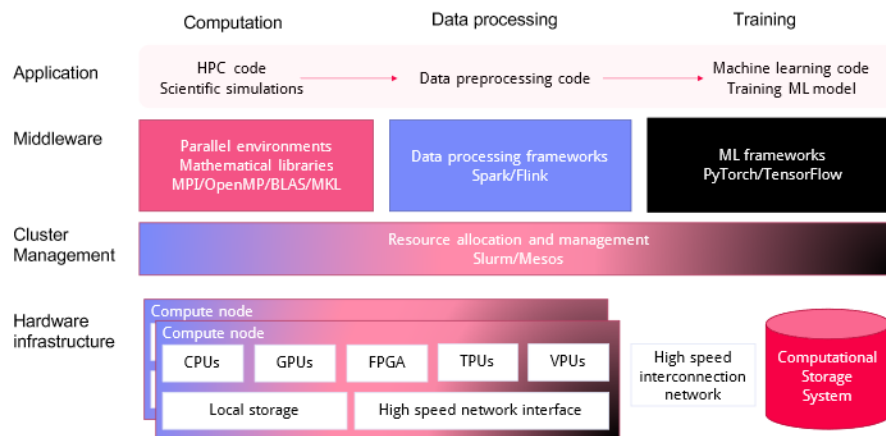 Computation
Data processing
Training
Application
HPC code
Scientific simulations
Data preprocessing code
Machine learning code
Training ML model
Middleware
Parallel environments
Mathematical libraries
MPI/OpenMP/BLAS/MKL
Data processing frameworks
Spark/Flink
ML frameworks
PyTorch/TensorFlow
Cluster
Management
Resource allocation and management
Slurm/Mesos
Hardware
infrastructure
Compute node
Compute node
CPUs
GPUs
FPGA
TPUs
VPUs
Local storage
High speed network interface
High speed
interconnection
network
Computational
Storage
System